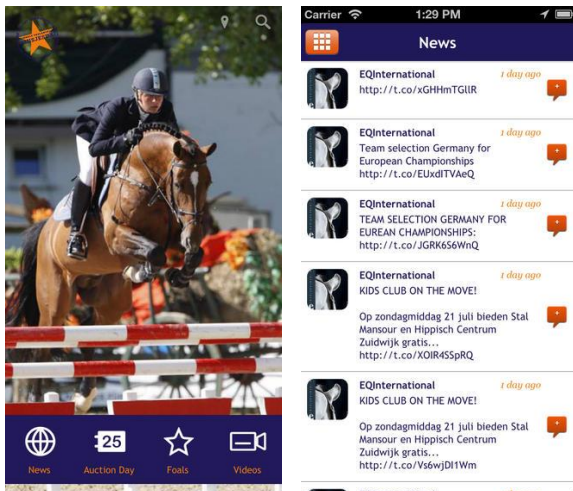 25
News
Auction Day
Foals
Videos
Carrier
1:29 PM
News
EQInternational
1 day ago
http://t.co/xGHHmTGllR
EQInternational
1 day ago
Team selection Germany for
European Championships
http://t.co/EUxdITVAeQ
EQInternational
1 day ago
TEAM SELECTION GERMANY FOR
EUREAN CHAMPIONSHIPS:
http://t.co/JGRK6S6WnQ
EQInternational
1 day ago
KIDS CLUB ON THE MOVE!
Op zondagmiddag 21 juli bieden Stal
Mansour en Hippisch Centrum
Zuidwijk gratis...
http://t.co/XOIR4SSpRQ
EQInternational
1 day ago
KIDS CLUB ON THE MOVE!
Op zondagmiddag 21 juli bieden Stal
Mansour en Hippisch Centrum
Zuidwijk gratis...
http://t.co/Vs6wjDI1Wm